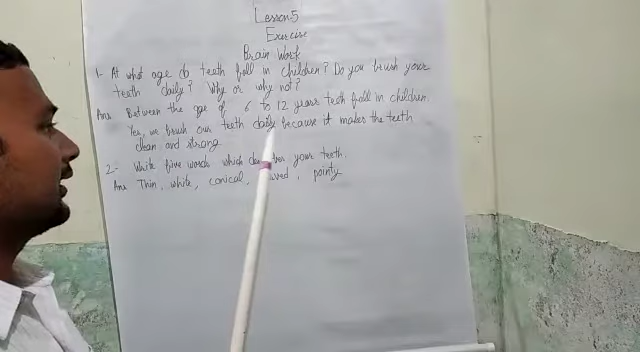 Lesson 5
Exercise
Brain Work
1- At what age do teeth fall in children? Do you brush your
teeth daily? Why or why not?
Ans Between the age of 6 to 12 years teeth fall in children.
Yes, we brush our teeth daily because it makes the teeth
clean and strong
2- Write five words which your teeth.
Ans Thin, white, conical, pointy